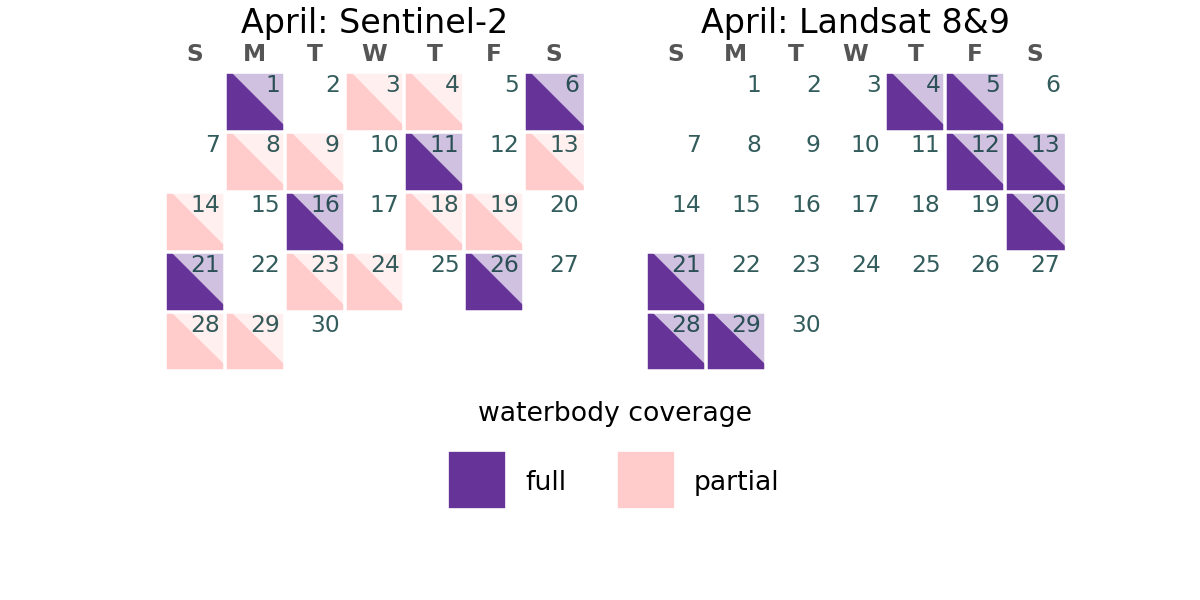 April: Sentinel-2
S M T W T F S
1 2 3 4 5 6
7 8 9 10 11 12 13
14 15 16 17 18 19 20
21 22 23 24 25 26 27
28 29 30
April: Landsat 8&9
S M T W T F S
1 2 3 4 5 6
7 8 9 10 11 12 13
14 15 16 17 18 19 20
21 22 23 24 25 26 27
28 29 30
waterbody coverage
full partial